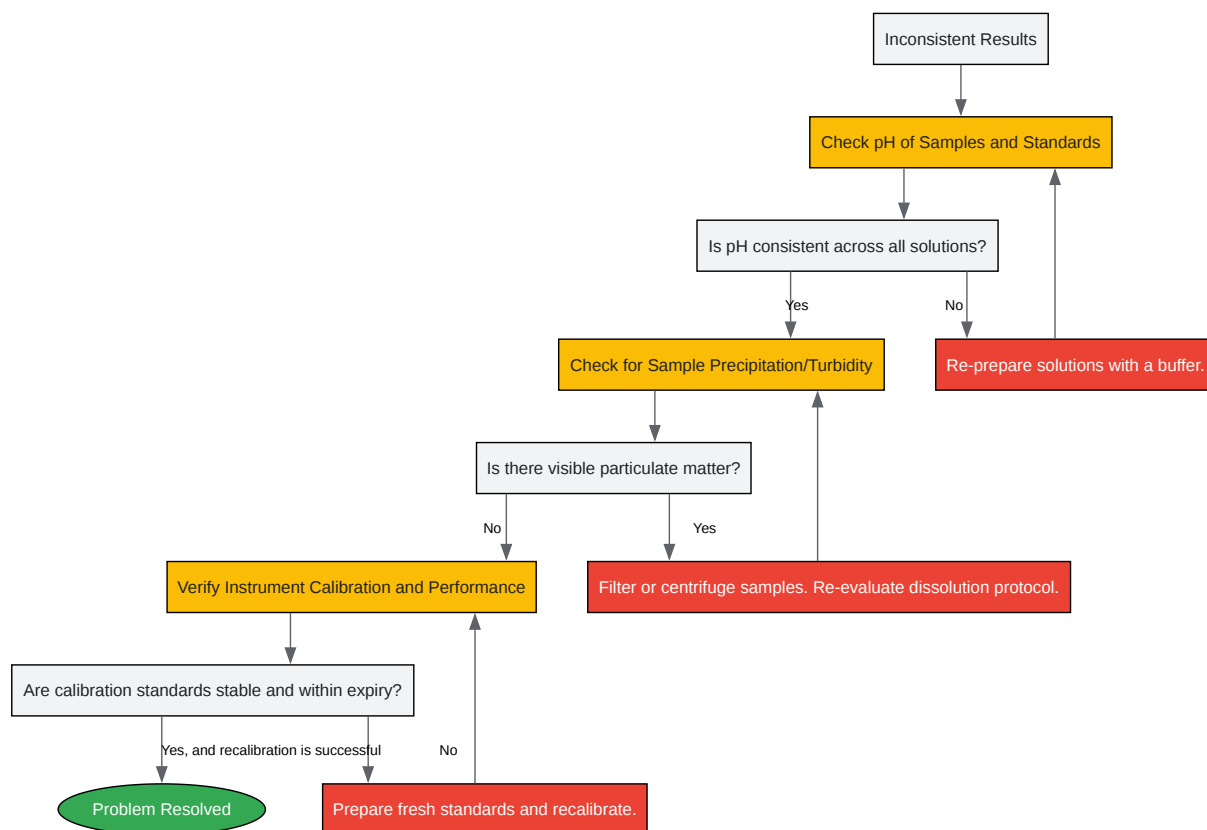 Inconsistent Results
Check pH of Samples and Standards
Is pH consistent across all solutions?
Yes
No
Check for Sample Precipitation/Turbidity
Re-prepare solutions with a buffer.
Is there visible particulate matter?
No
Yes
Verify Instrument Calibration and Performance
Filter or centrifuge samples. Re-evaluate dissolution protocol.
Are calibration standards stable and within expiry?
Yes, and recalibration is successful
No
Problem Resolved
Prepare fresh standards and recalibrate.